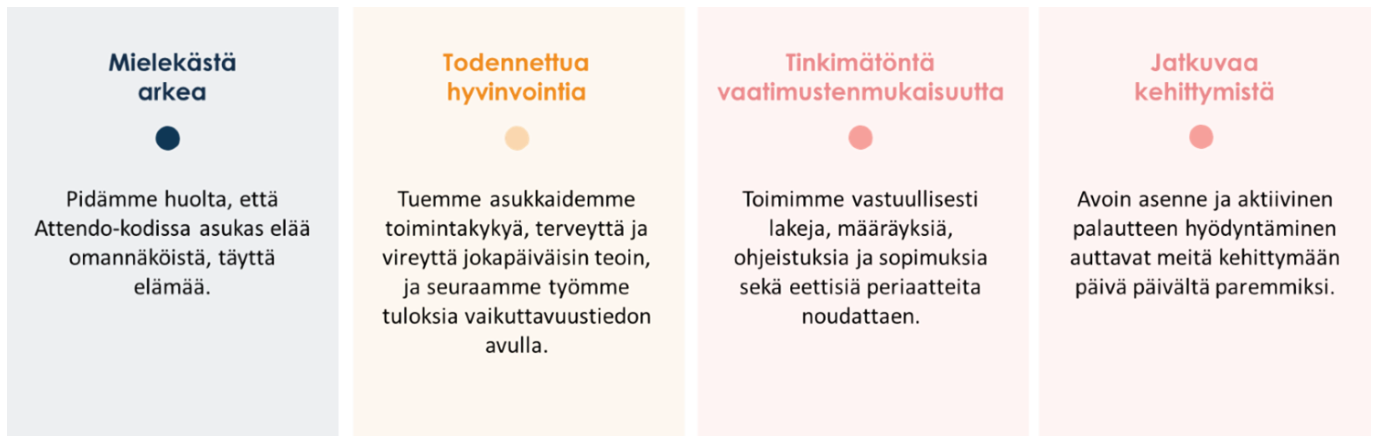 Mielekästä
arkea
Pidämme huolta, että
Attendo-kodissa asukas elää
omannäköistä, täyttä
elämää.
Todennettua
hyvinvointia
Tuemme asukkaidemme
toimintakykyä, terveyttä ja
vireyttä jokapäiväisin teoin,
ja seuraamme työmme
tuloksia vaikuttavuustiedon
avulla.
Tinkimätöntä
vaatimustenmukaisuutta
Toimimme vastuullisesti
lakeja, määräyksiä,
ohjeistuksia ja sopimuksia
sekä eettisiä periaatteita
noudattaen.
Jatkuvaa
kehittymistä
Avoin asenne ja aktiivinen
palautteen hyödyntäminen
auttavat meitä kehittymään
päivä päivältä paremmiksi.